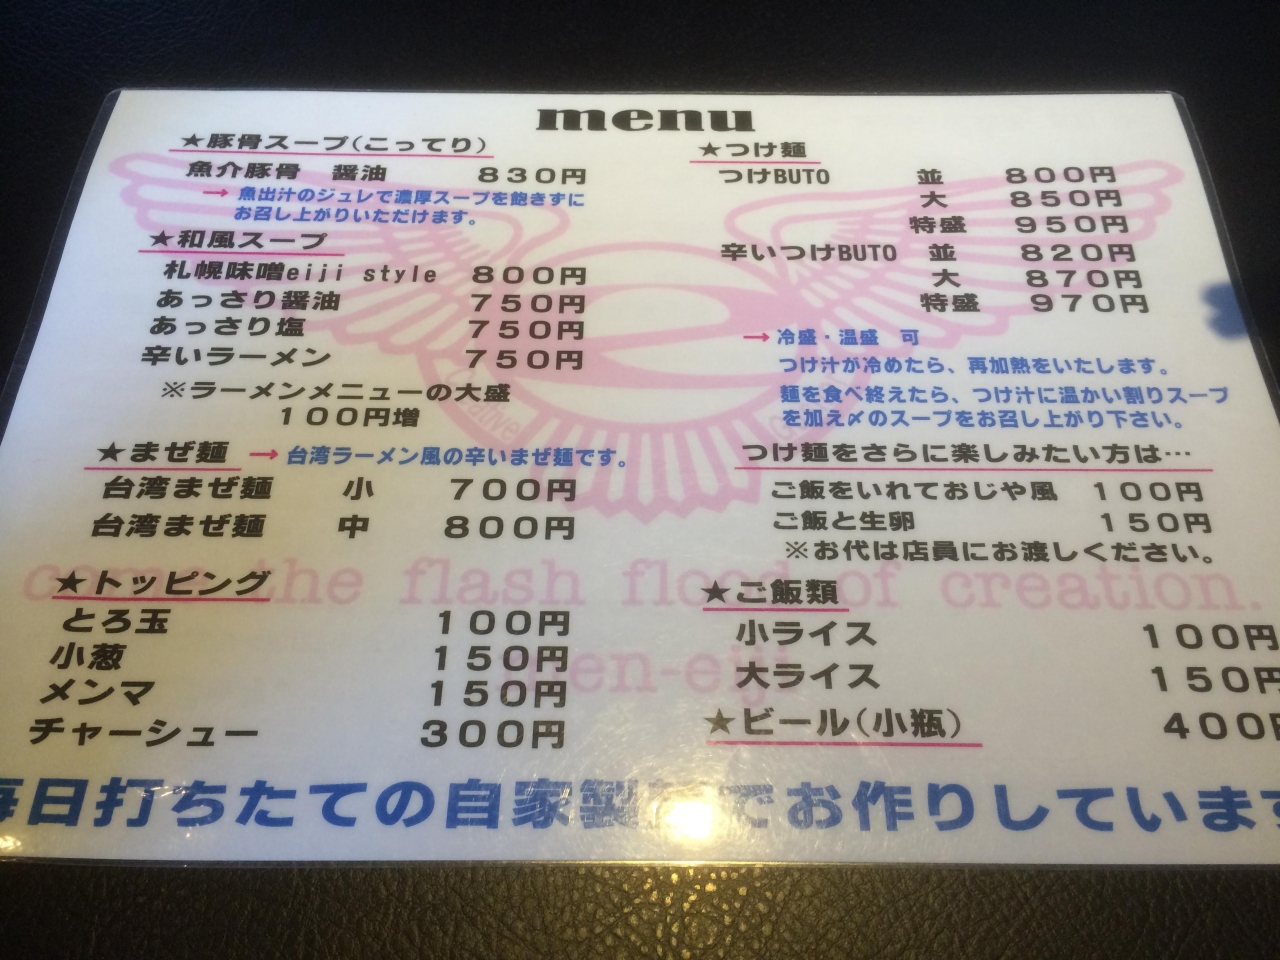 menu
★豚骨スープ(こってり)
魚介豚骨 醤油 830円
→ 魚出汁のジュレで濃厚スープを飽きずに
お召し上がりいただけます。
★和風スープ
札幌味噌eiji style 800円
あっさり醤油 750円
あっさり塩 750円
辛いラーメン 750円
※ラーメンメニューの大盛
100円増
★まぜ麺 → 台湾ラーメン風の辛いまぜ麺です。
台湾まぜ麺 小 700円
台湾まぜ麺 中 800円
★トッピング
とろ玉 100円
小葱 150円
メンマ 150円
チャーシュー 300円
★つけ麺
つけBUTO 並 800円
大 850円
特盛 950円
辛いつけBUTO 並 820円
大 870円
特盛 970円
→ 冷盛・温盛 可
つけ汁が冷めたら、再加熱をいたします。
麺を食べ終えたら、つけ汁に温かい割りスープ
を加え〆のスープをお召し上がり下さい。
つけ麺をさらに楽しみたい方は…
ご飯をいれておじや風 100円
ご飯と生卵 150円
※お代は店員にお渡しください。
★ご飯類
小ライス 100円
大ライス 150円
★ビール(小瓶) 400円
creative
come the flash flood of creation.
men-eiji
毎日打ちたての自家製 でお作りしています